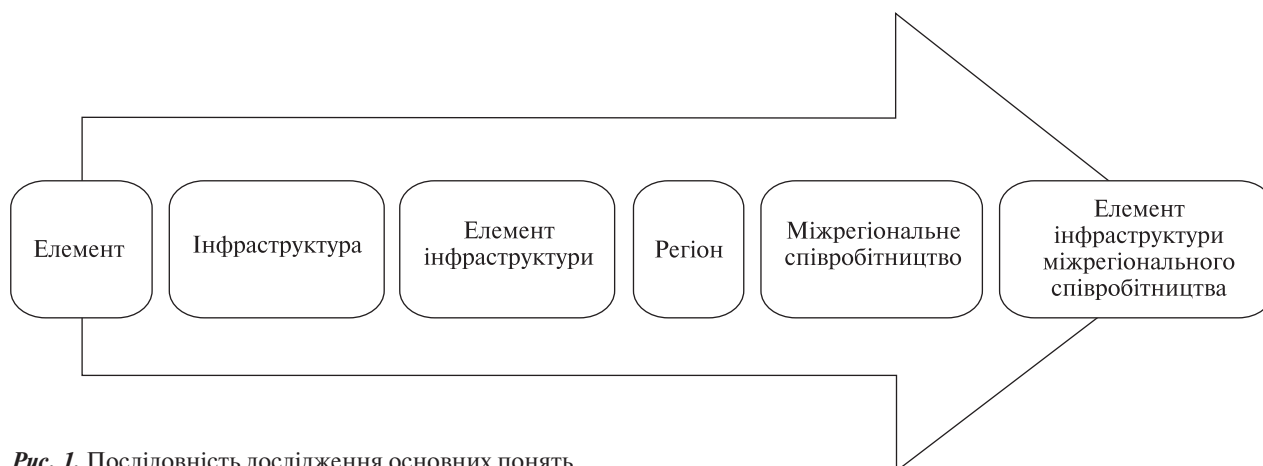 Елемент
Інфраструктура
Елемент
інфраструктури
Регіон
Міжрегіональне
співробітництво
Елемент
інфраструктури
міжрегіонального
співробітництва
Рис. 1. Послідовність дослідження основних понять